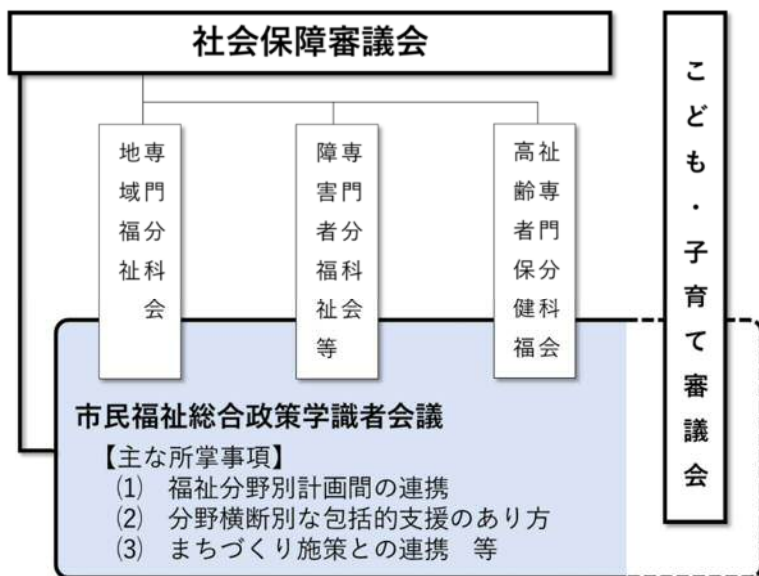 社会保障審議会
地域福祉
専門分科会
障害者福祉
専門分科会
等
高齢者保健福
祉専門分科会
こども・子育て審議会
市民福祉総合政策学識者会議
【主な所掌事項】
(1) 福祉分野別計画間の連携
(2) 分野横断別な包括的支援のあり方
(3) まちづくり施策との連携 等